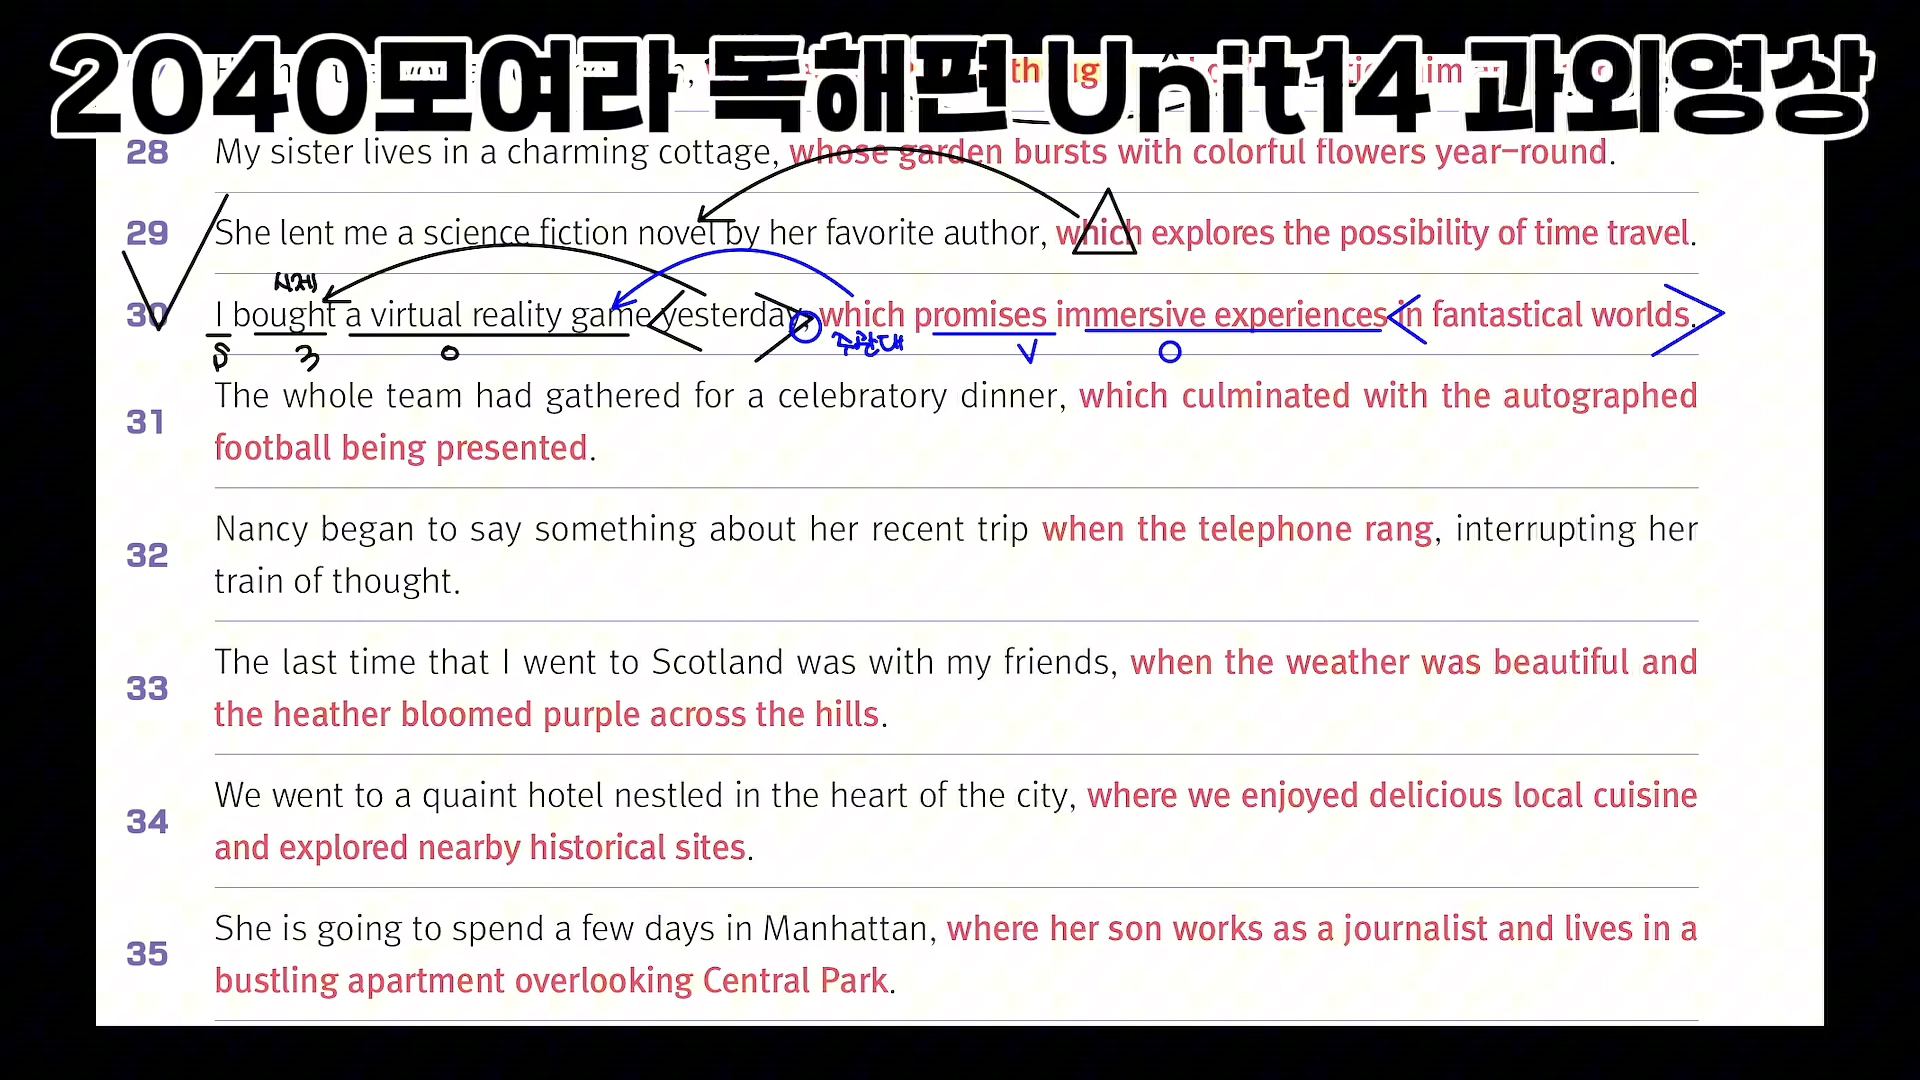 2040모여라 독해편 Unit14 과외영상
28 My sister lives in a charming cottage, whose garden bursts with colorful flowers year-round.
29 She lent me a science fiction novel by her favorite author, which explores the possibility of time travel.
시제
30 I bought a virtual reality game yesterday, which promises immersive experiences in fantastical worlds.
S 3 O 주관대 V O
31 The whole team had gathered for a celebratory dinner, which culminated with the autographed
football being presented.
32 Nancy began to say something about her recent trip when the telephone rang, interrupting her
train of thought.
33 The last time that I went to Scotland was with my friends, when the weather was beautiful and
the heather bloomed purple across the hills.
34 We went to a quaint hotel nestled in the heart of the city, where we enjoyed delicious local cuisine
and explored nearby historical sites.
35 She is going to spend a few days in Manhattan, where her son works as a journalist and lives in a
bustling apartment overlooking Central Park.